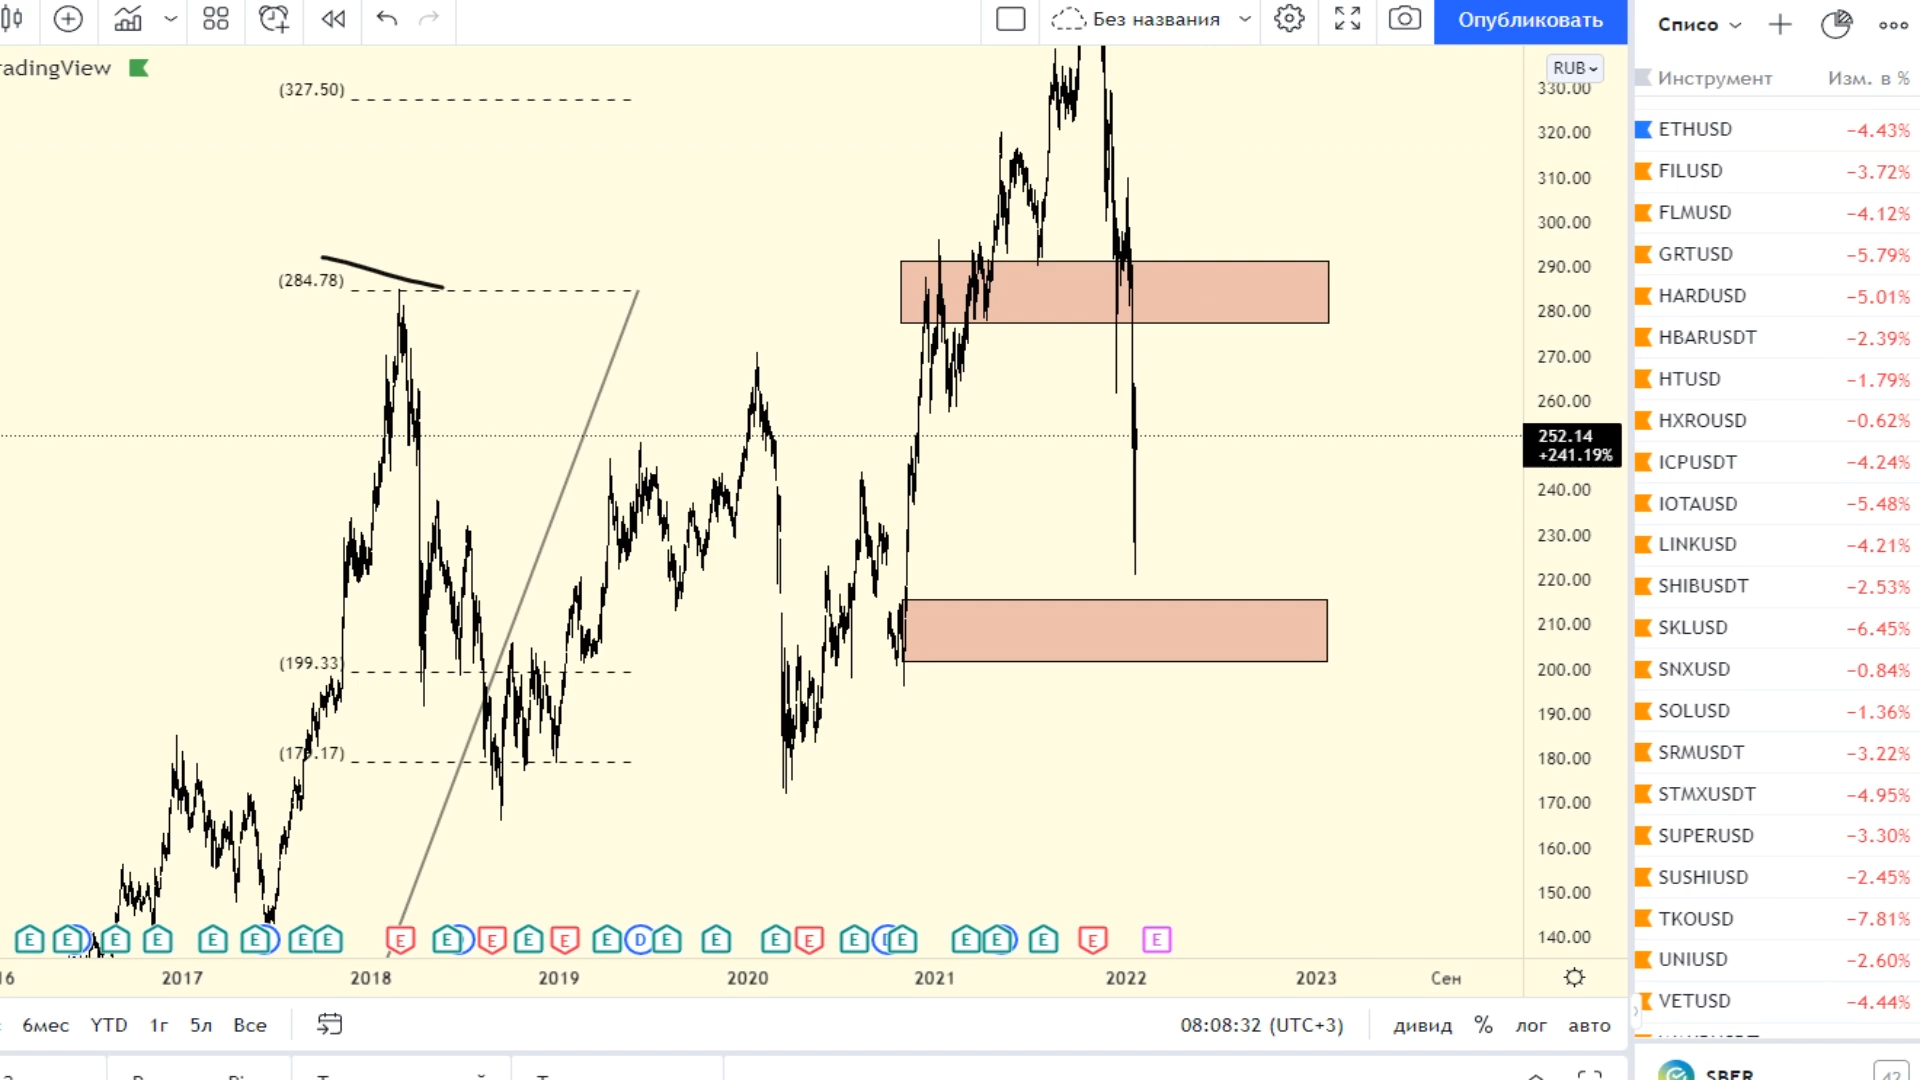 Без названия
Опубликовать
Списо
adingView
RUB
Инструмент
Изм. в %
(327.50)
(284.78)
(199.33)
(179.17)
330.00
320.00
310.00
300.00
290.00
280.00
270.00
260.00
252.14
+241.19%
240.00
230.00
220.00
210.00
200.00
190.00
180.00
170.00
160.00
150.00
140.00
ETHUSD −4.43%
FILUSD −3.72%
FLMUSD −4.12%
GRTUSD −5.79%
HARDUSD −5.01%
HBARUSDT −2.39%
HTUSD −1.79%
HXROUSD −0.62%
ICPUSDT −4.24%
IOTAUSD −5.48%
LINKUSD −4.21%
SHIBUSDT −2.53%
SKLUSD −6.45%
SNXUSD −0.84%
SOLUSD −1.36%
SRMUSDT −3.22%
STMXUSDT −4.95%
SUPERUSD −3.30%
SUSHIUSD −2.45%
TKOUSD −7.81%
UNIUSD −2.60%
VETUSD −4.44%
E E E E E E E E E E E E E E D E E E E E E E E E E E E
16 2017 2018 2019 2020 2021 2022 2023 Сен
6мес YTD 1г 5л Все
08:08:32 (UTC+3) дивид % лог авто
SBER
42